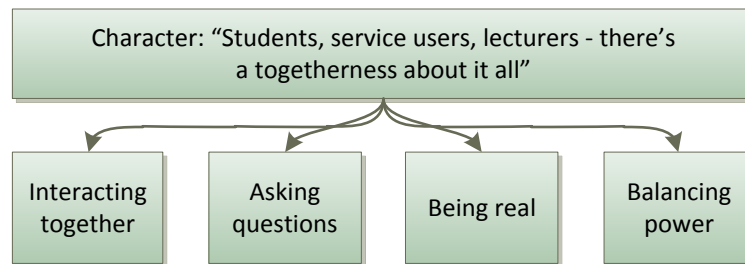 Character: “Students, service users, lecturers - there’s
a togetherness about it all”
Interacting
together
Asking
questions
Being real
Balancing
power